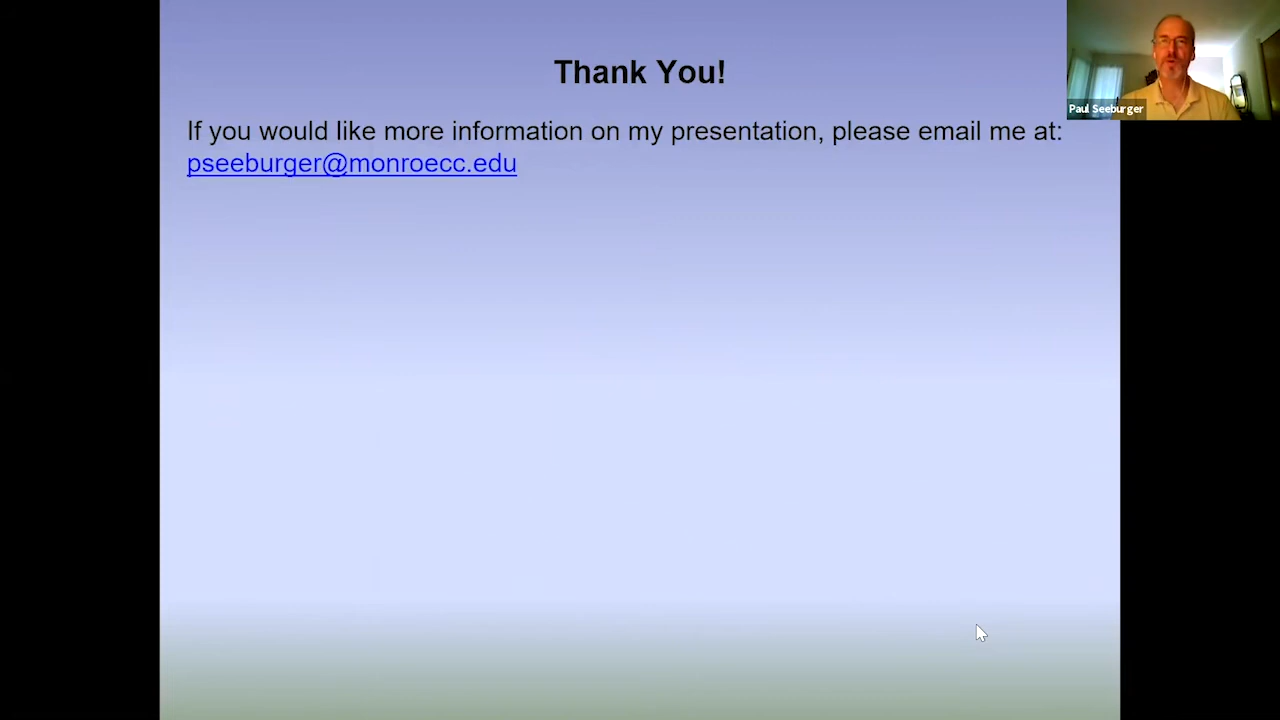 Thank You!
Paul Seeburger
If you would like more information on my presentation, please email me at:
pseeburger@monroecc.edu